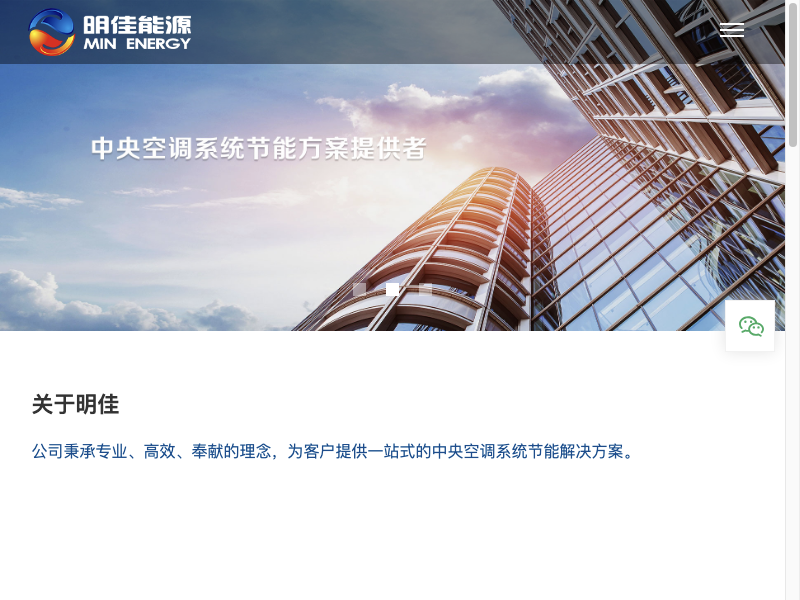 明佳能源
MIN ENERGY
中央空调系统节能方案提供者
关于明佳
公司秉承专业、高效、奉献的理念，为客户提供一站式的中央空调系统节能解决方案。